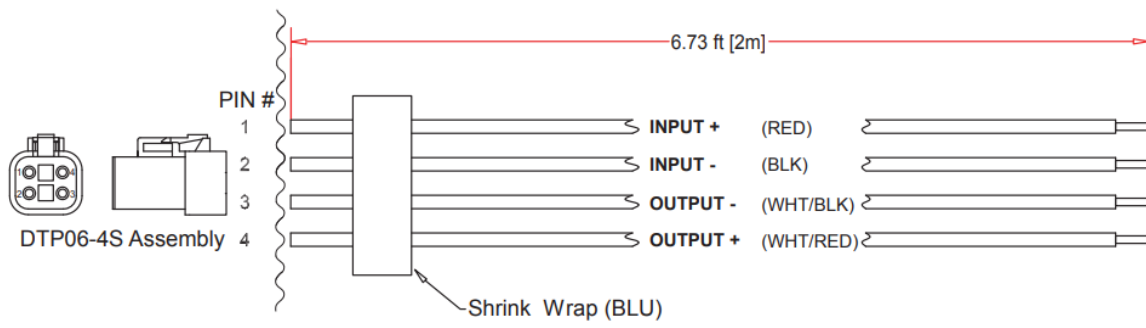 6.73 ft [2m]
PIN #
1 INPUT + (RED)
2 INPUT - (BLK)
3 OUTPUT - (WHT/BLK)
4 OUTPUT + (WHT/RED)
1 4
2 3
DTP06-4S Assembly
Shrink Wrap (BLU)